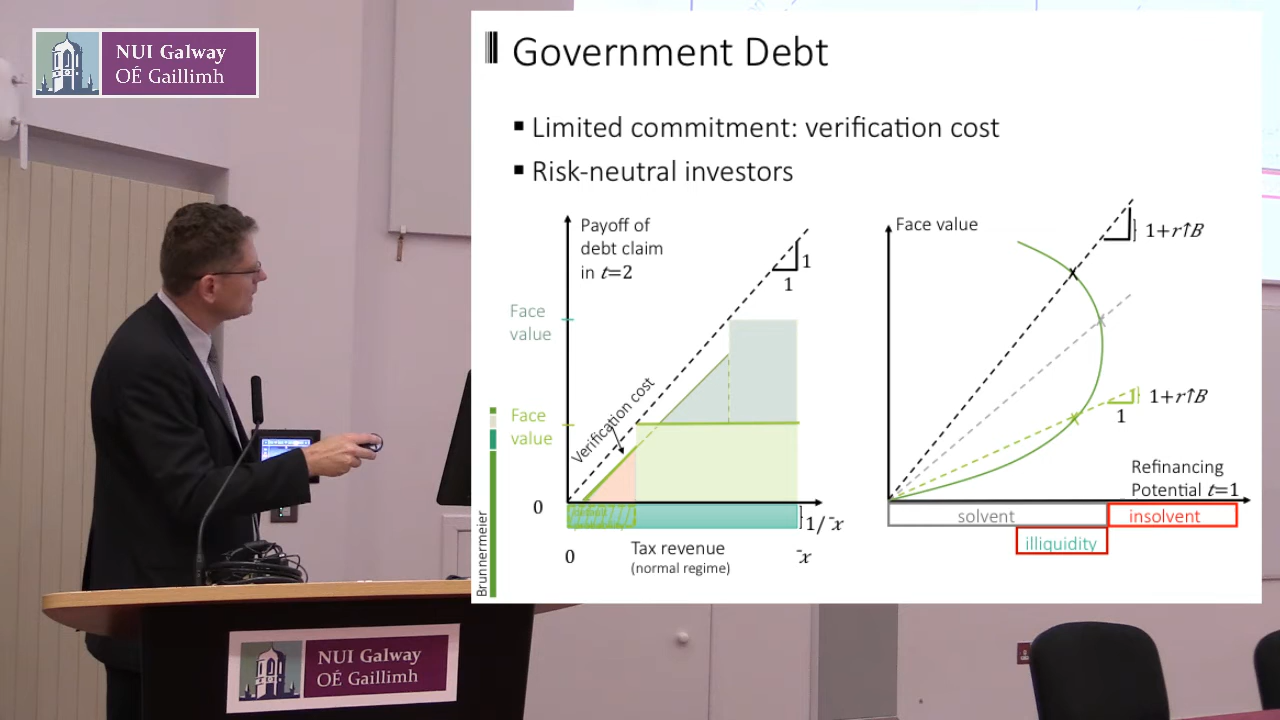 NUI Galway
OÉ Gaillimh
Government Debt
▪ Limited commitment: verification cost
▪ Risk-neutral investors
Payoff of
debt claim
in t=2
1
1
Face
value
Face
value
Verification cost
0
1/ ¯x
0
Tax revenue
(normal regime)
¯x
Face value
1+r↑B
1+r↑B
1
Refinancing
Potential t=1
solvent
insolvent
illiquidity
Brunnermeier
NUI Galway
OÉ Gaillimh